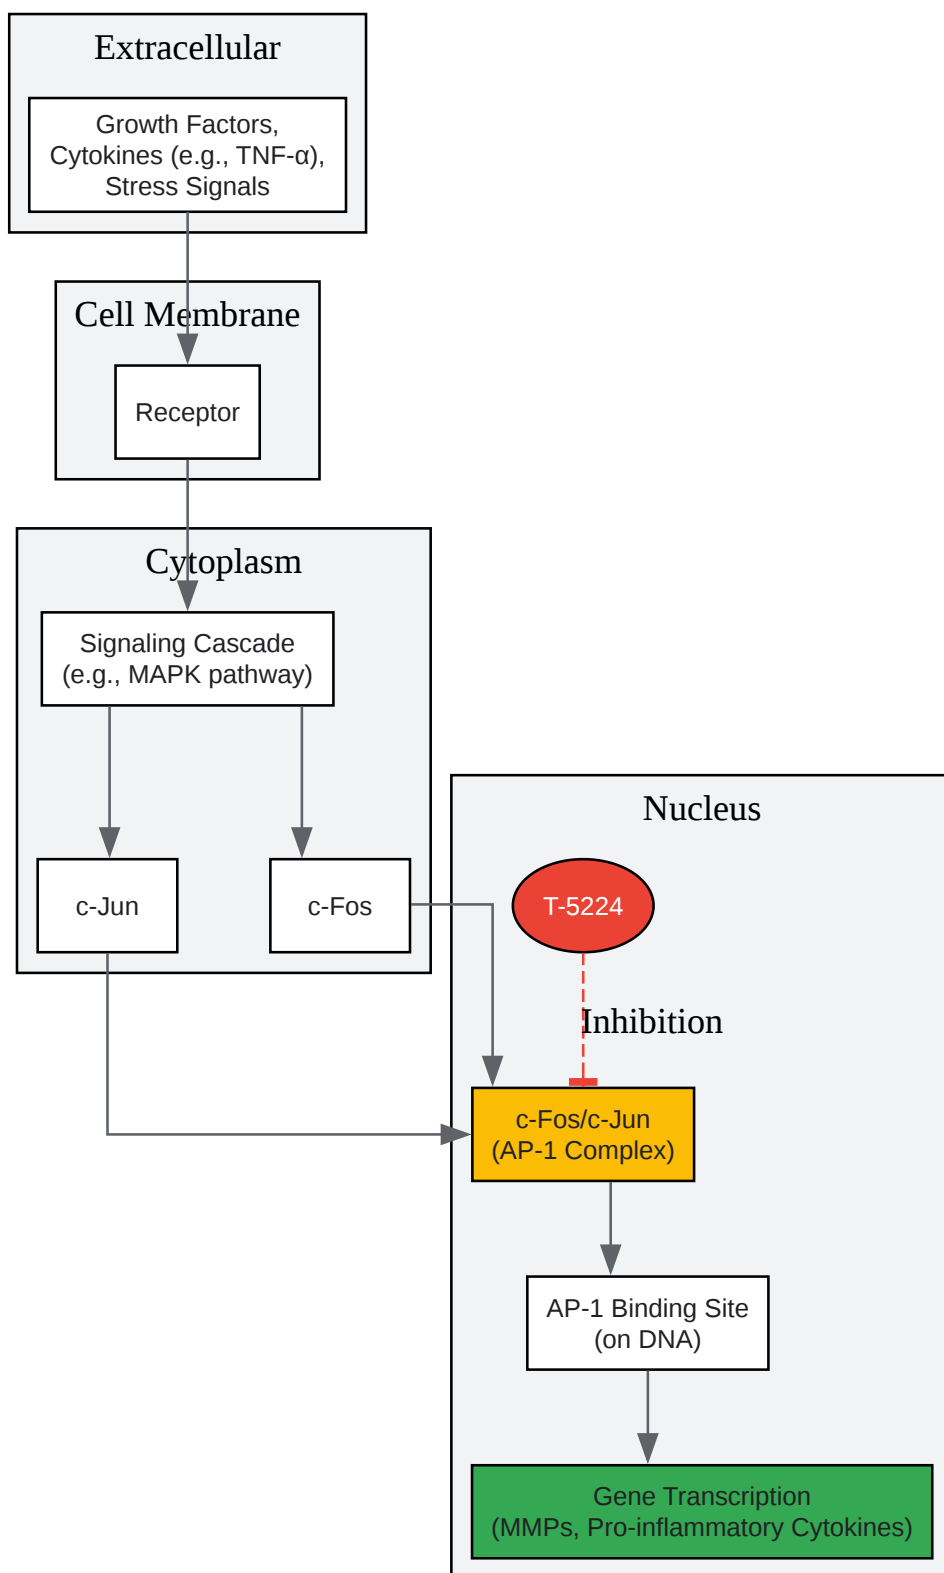 Extracellular
Growth Factors,
Cytokines (e.g., TNF-α),
Stress Signals
Cell Membrane
Receptor
Cytoplasm
Signaling Cascade
(e.g., MAPK pathway)
c-Jun
c-Fos
Nucleus
T-5224
Inhibition
c-Fos/c-Jun
(AP-1 Complex)
AP-1 Binding Site
(on DNA)
Gene Transcription
(MMPs, Pro-inflammatory Cytokines)